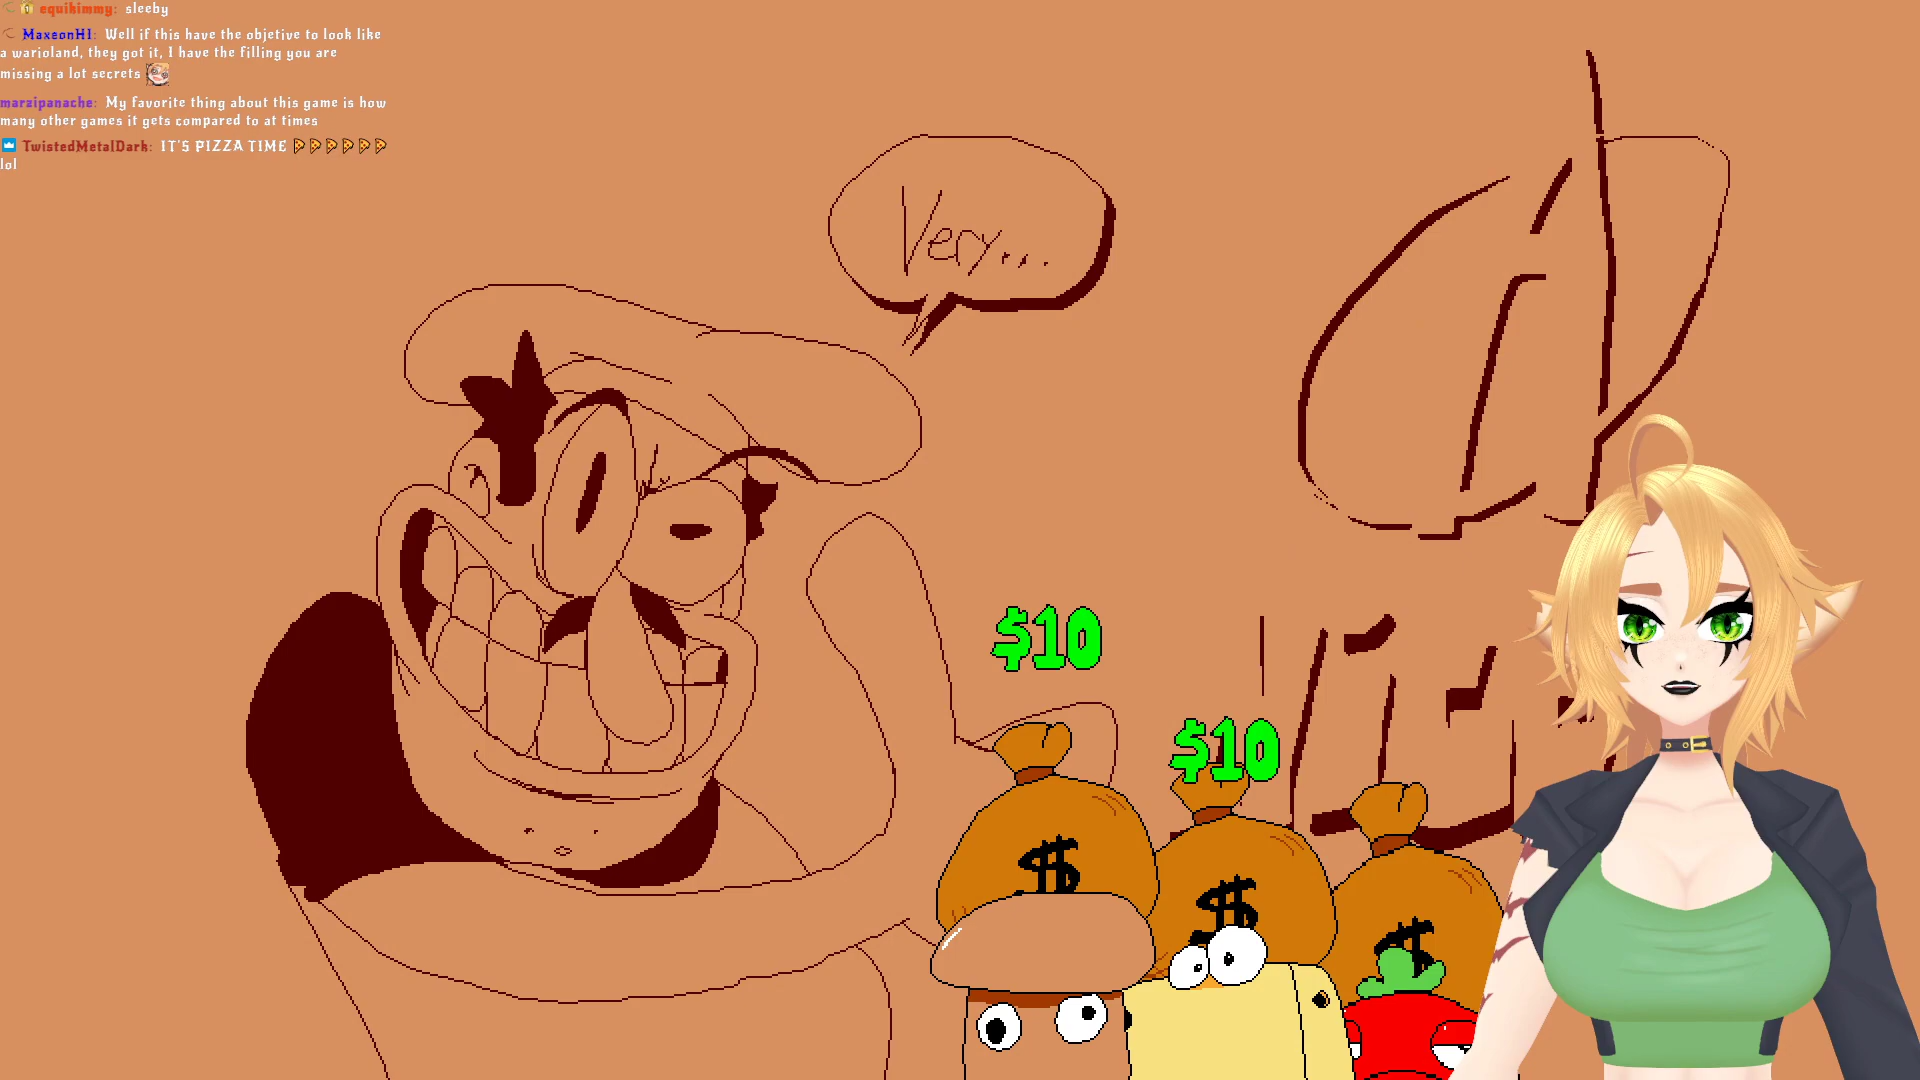 equikimmy: sleeby
MaxeonHI: Well if this have the objetive to look like
a warioland, they got it, I have the filling you are
missing a lot secrets
marzipanache: My favorite thing about this game is how
many other games it gets compared to at times
TwistedMetalDark: IT'S PIZZA TIME
lol
Very...
$10
$10
$
$
$